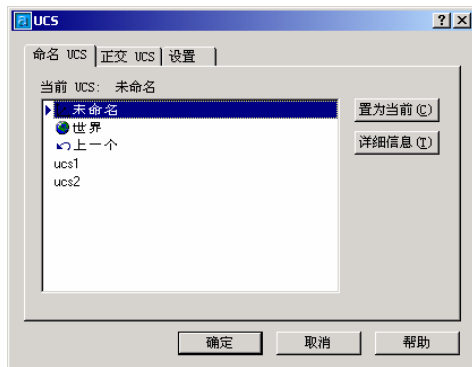 UCS
命名 UCS 正交 UCS 设置
当前 UCS: 未命名
未命名
世界
上一个
ucs1
ucs2
置为当前(C)
详细信息(T)
确定 取消 帮助